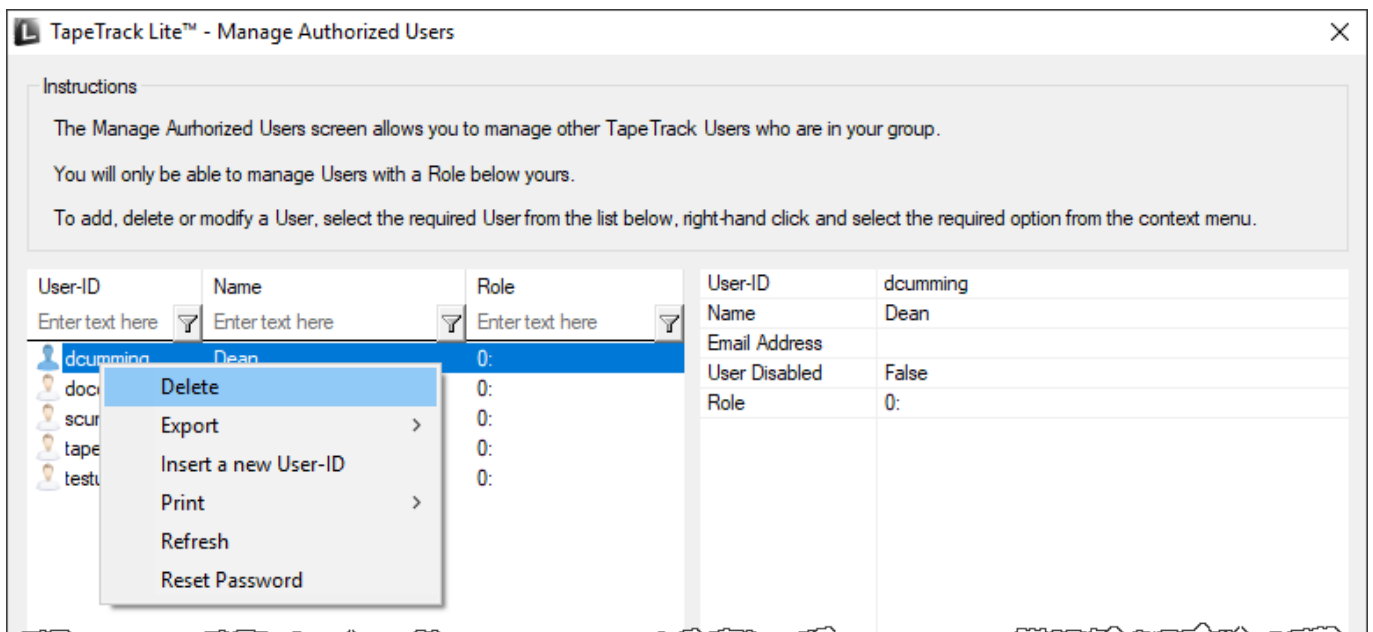 TapeTrack Lite™ - Manage Authorized Users
Instructions
The Manage Aurhorized Users screen allows you to manage other TapeTrack Users who are in your group.
You will only be able to manage Users with a Role below yours.
To add, delete or modify a User, select the required User from the list below, right-hand click and select the required option from the context menu.
User-ID Name Role
Enter text here Enter text here Enter text here
dcumming Dean 0:
0:
0:
0:
0:
Delete
Export
Insert a new User-ID
Print
Refresh
Reset Password
User-ID dcumming
Name Dean
Email Address
User Disabled False
Role 0: